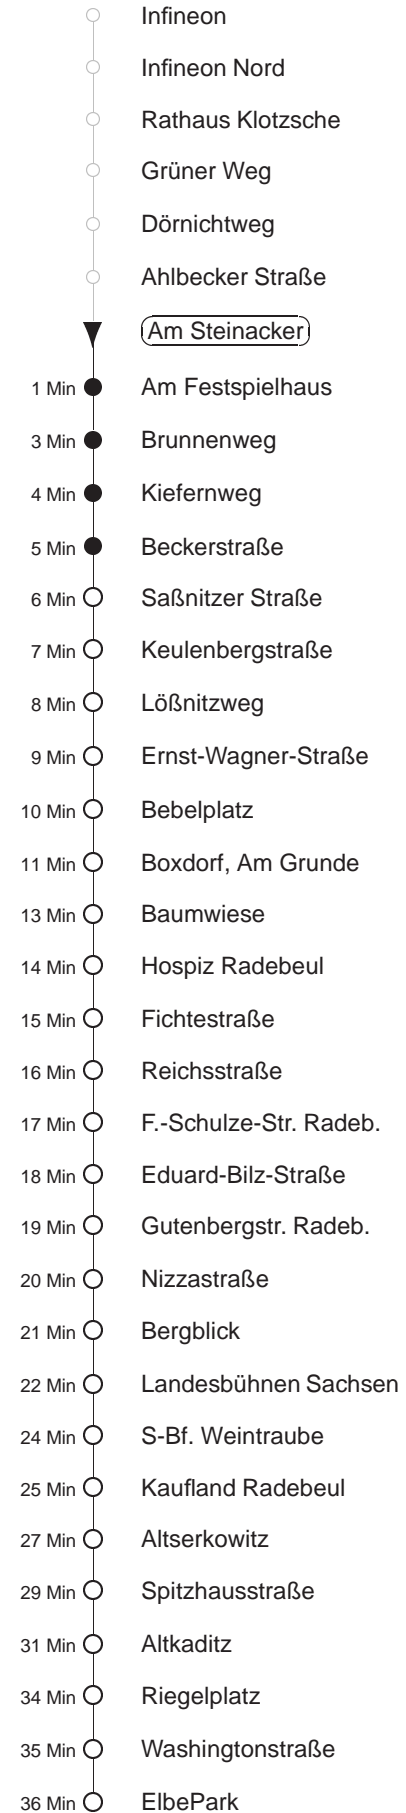 Infineon
Infineon Nord
Rathaus Klotzsche
Grüner Weg
Dörnichtweg
Ahlbecker Straße
Am Steinacker
1 Min Am Festspielhaus
3 Min Brunnenweg
4 Min Kiefernweg
5 Min Beckerstraße
6 Min Saßnitzer Straße
7 Min Keulenbergstraße
8 Min Lößnitzweg
9 Min Ernst-Wagner-Straße
10 Min Bebelplatz
11 Min Boxdorf, Am Grunde
13 Min Baumwiese
14 Min Hospiz Radebeul
15 Min Fichtestraße
16 Min Reichsstraße
17 Min F.-Schulze-Str. Radeb.
18 Min Eduard-Bilz-Straße
19 Min Gutenbergstr. Radeb.
20 Min Nizzastraße
21 Min Bergblick
22 Min Landesbühnen Sachsen
24 Min S-Bf. Weintraube
25 Min Kaufland Radebeul
27 Min Altserkowitz
29 Min Spitzhausstraße
31 Min Altkaditz
34 Min Riegelplatz
35 Min Washingtonstraße
36 Min ElbePark